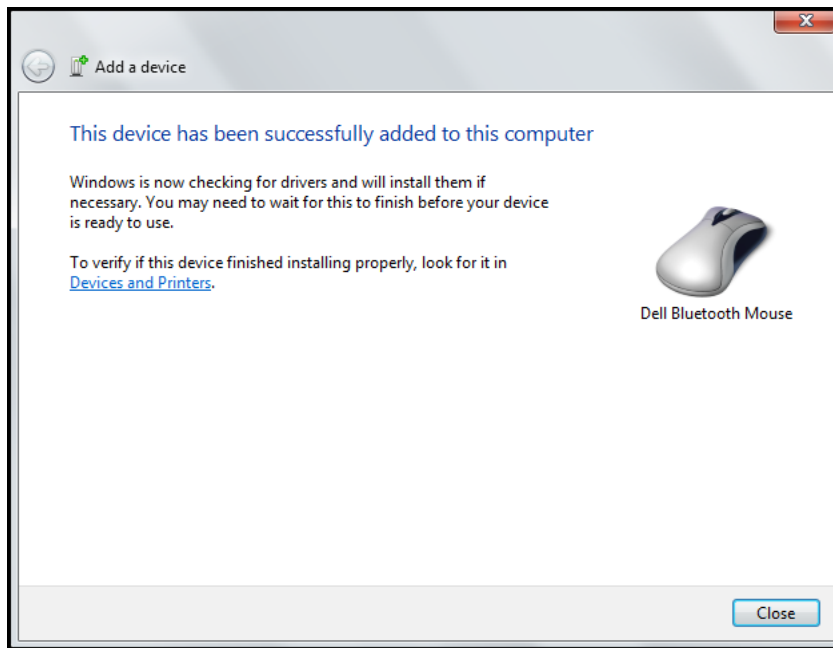 Add a device
This device has been successfully added to this computer
Windows is now checking for drivers and will install them if
necessary. You may need to wait for this to finish before your device
is ready to use.
To verify if this device finished installing properly, look for it in
Devices and Printers.
Dell Bluetooth Mouse
Close